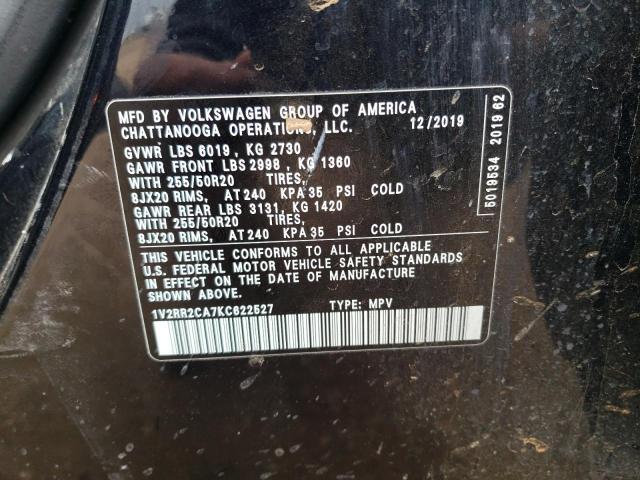 MFD BY VOLKSWAGEN GROUP OF AMERICA
CHATTANOOGA OPERATIONS, LLC. 12/2019
GVWR LBS 6019, KG 2730
GAWR FRONT LBS 2998, KG 1360
WITH 255/50R20 TIRES,
8JX20 RIMS, AT 240 KPA 35 PSI COLD
GAWR REAR LBS 3131, KG 1420
WITH 255/50R20 TIRES,
8JX20 RIMS, AT 240 KPA 35 PSI COLD
THIS VEHICLE CONFORMS TO ALL APPLICABLE
U.S. FEDERAL MOTOR VEHICLE SAFETY STANDARDS
IN EFFECT ON THE DATE OF MANUFACTURE
SHOWN ABOVE.
1V2RR2CA7KC622527 TYPE: MPV
5019534 2019 62